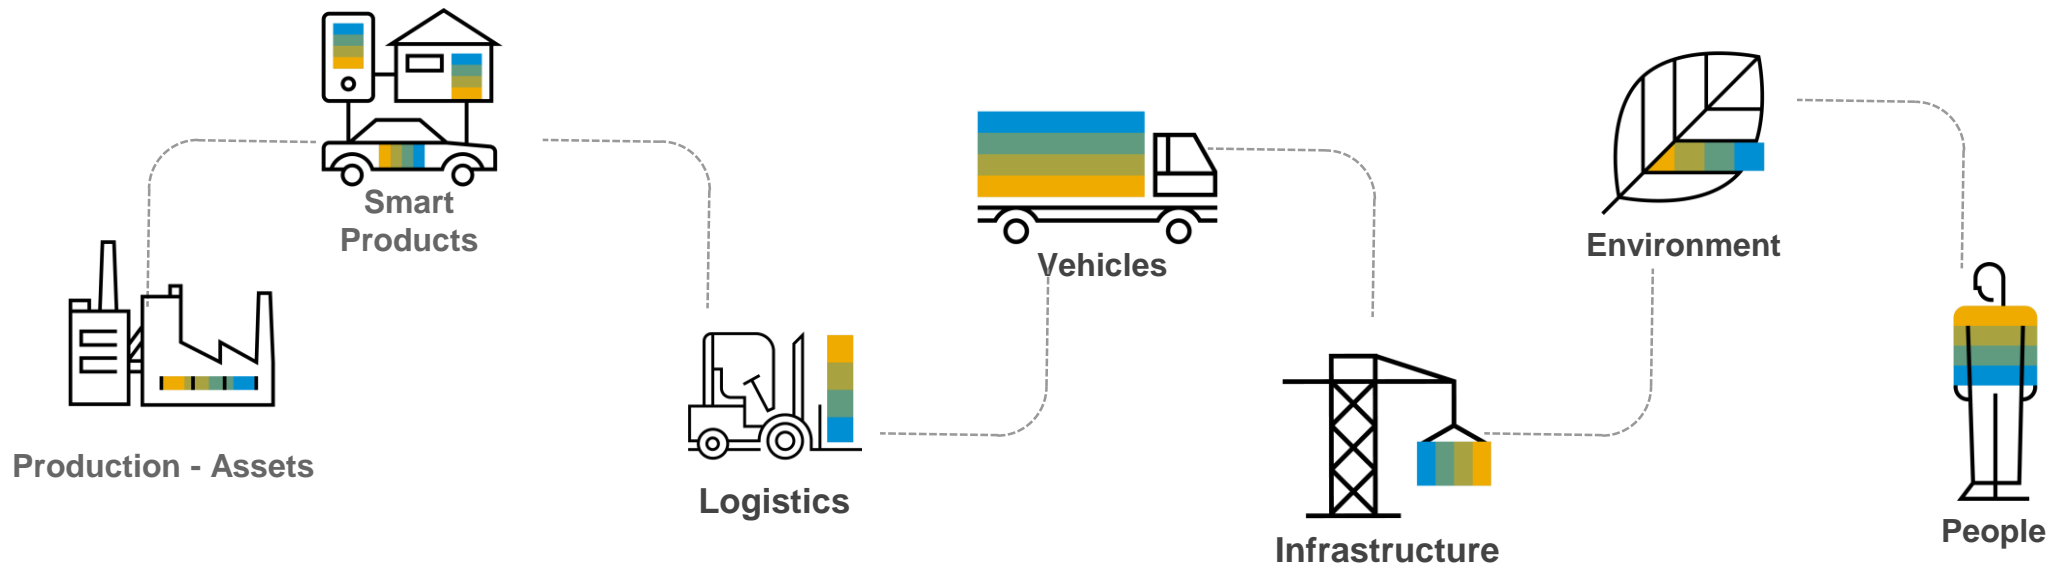 Smart
Products
Production - Assets
Logistics
Vehicles
Infrastructure
Environment
People